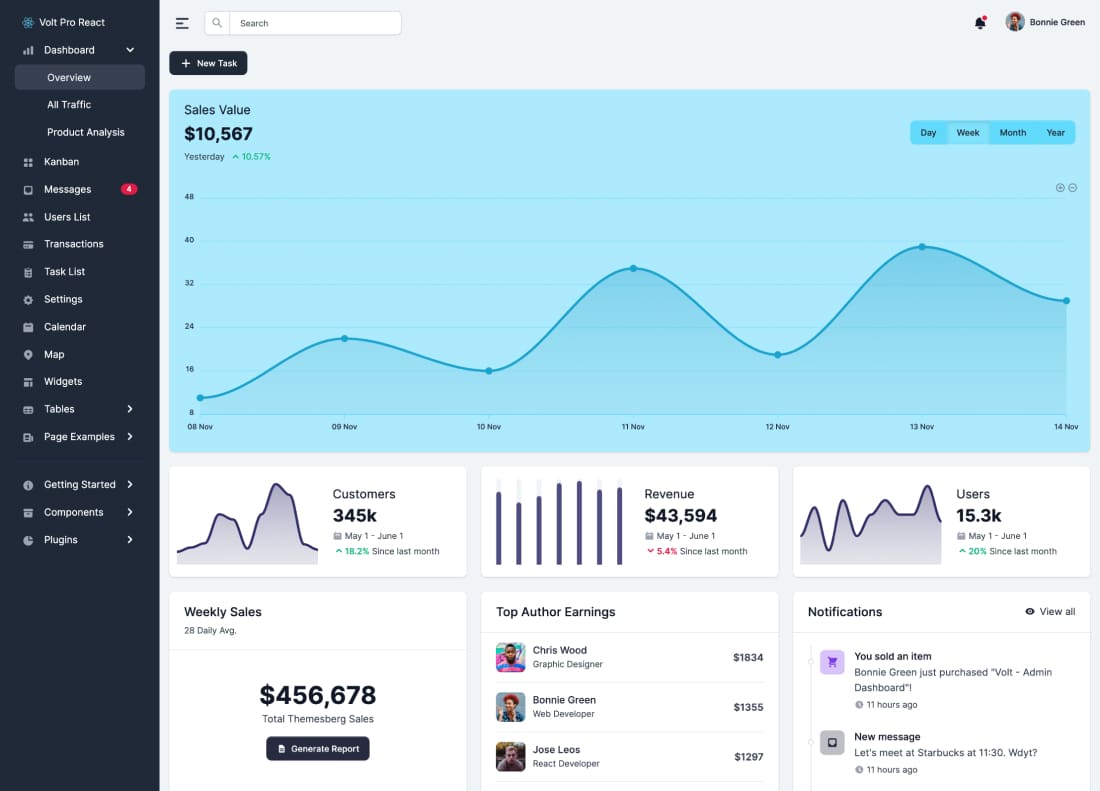 Volt Pro React
Dashboard
Overview
All Traffic
Product Analysis
Kanban
Messages 4
Users List
Transactions
Task List
Settings
Calendar
Map
Widgets
Tables
Page Examples
Getting Started
Components
Plugins
Search
Bonnie Green
New Task
Sales Value
$10,567
Yesterday 10.57%
Day Week Month Year
48
40
32
24
16
8
08 Nov 09 Nov 10 Nov 11 Nov 12 Nov 13 Nov 14 Nov
Customers
345k
May 1 - June 1
18.2% Since last month
Revenue
$43,594
May 1 - June 1
5.4% Since last month
Users
15.3k
May 1 - June 1
20% Since last month
Weekly Sales
28 Daily Avg.
$456,678
Total Themesberg Sales
Generate Report
Top Author Earnings
Chris Wood
Graphic Designer
$1834
Bonnie Green
Web Developer
$1355
Jose Leos
React Developer
$1297
Notifications View all
You sold an item
Bonnie Green just purchased "Volt - Admin
Dashboard"!
11 hours ago
New message
Let's meet at Starbucks at 11:30. Wdyt?
11 hours ago